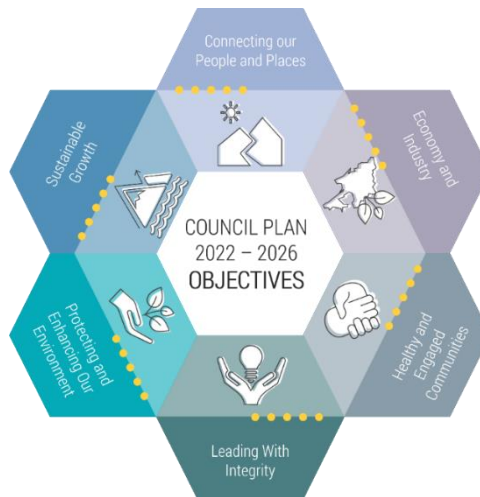 Connecting our
People and Places
Economy and
Industry
Healthy and
Engaged
Communities
Leading With
Integrity
Protecting and
Enhancing Our
Environment
Sustainable
Growth
COUNCIL PLAN
2022 – 2026
OBJECTIVES